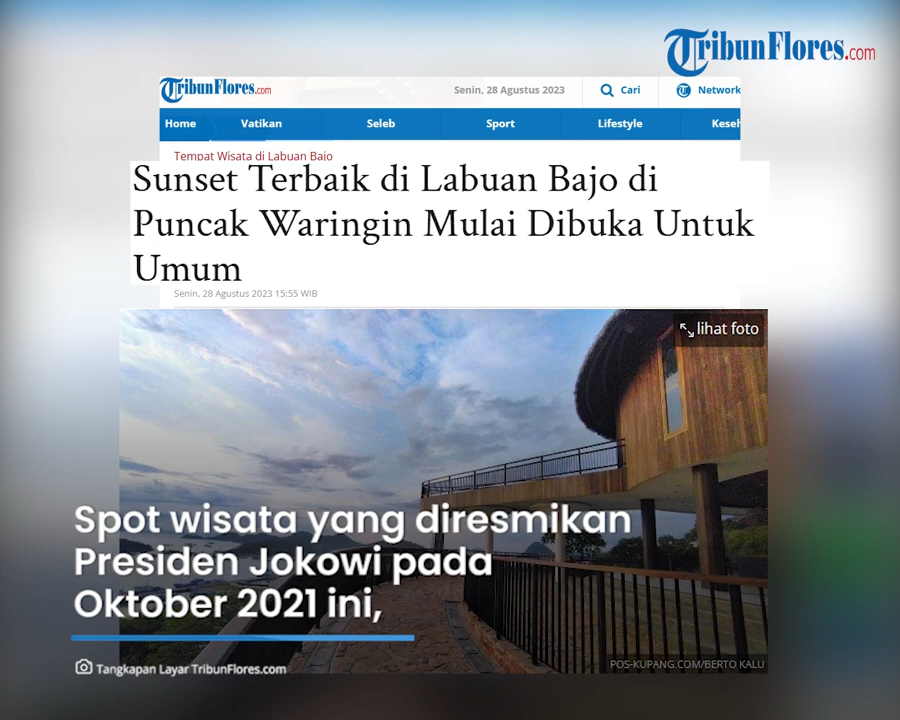 TribunFlores.com
TribunFlores.com
Senin, 28 Agustus 2023
Cari
Network
Home
Vatikan
Seleb
Sport
Lifestyle
Keseh
Tempat Wisata di Labuan Bajo
Sunset Terbaik di Labuan Bajo di
Puncak Waringin Mulai Dibuka Untuk
Umum
Senin, 28 Agustus 2023 15:55 WIB
lihat foto
Spot wisata yang diresmikan
Presiden Jokowi pada
Oktober 2021 ini,
Tangkapan Layar TribunFlores.com
POS-KUPANG.COM/BERTO KALU